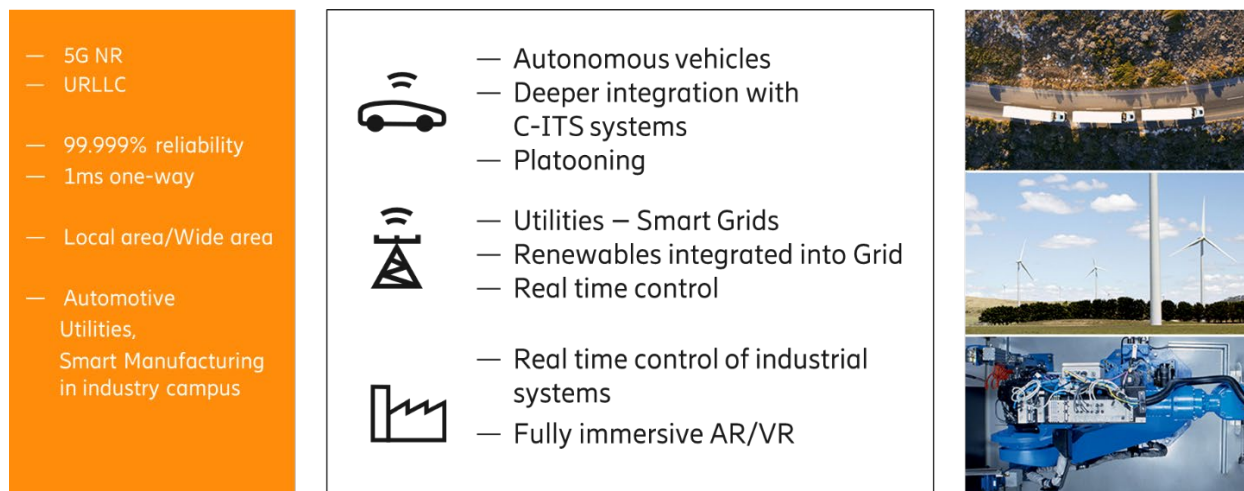 — 5G NR
— URLLC
— 99.999% reliability
— 1ms one-way
— Local area/Wide area
— Automotive
Utilities,
Smart Manufacturing
in industry campus
— Autonomous vehicles
— Deeper integration with
C-ITS systems
— Platooning
— Utilities – Smart Grids
— Renewables integrated into Grid
— Real time control
— Real time control of industrial
systems
— Fully immersive AR/VR